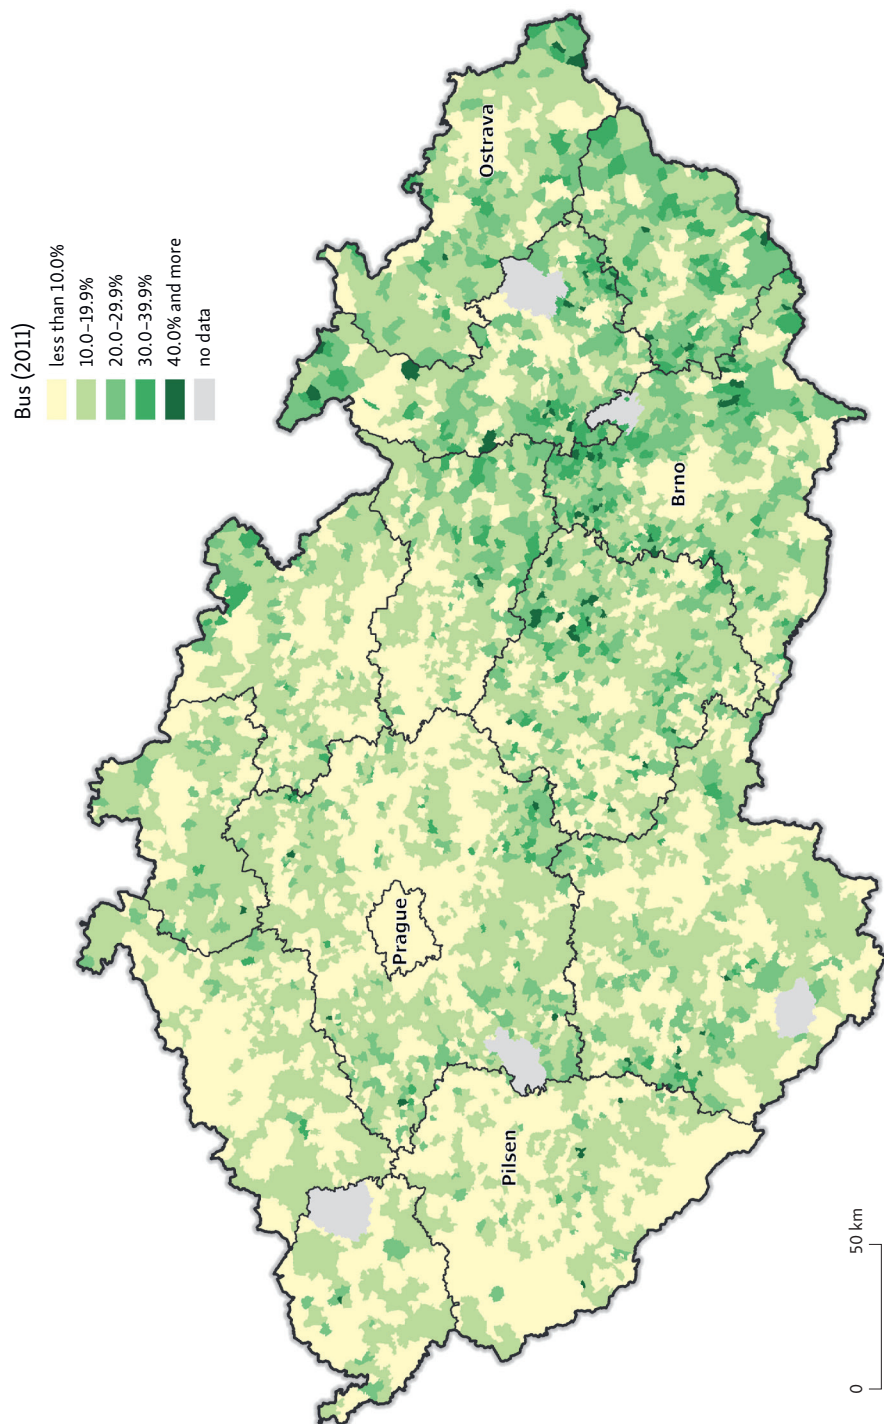 Bus (2011)
less than 10.0%
10.0–19.9%
20.0–29.9%
30.0–39.9%
40.0% and more
no data
Ostrava
Brno
Prague
Pilsen
0
50 km